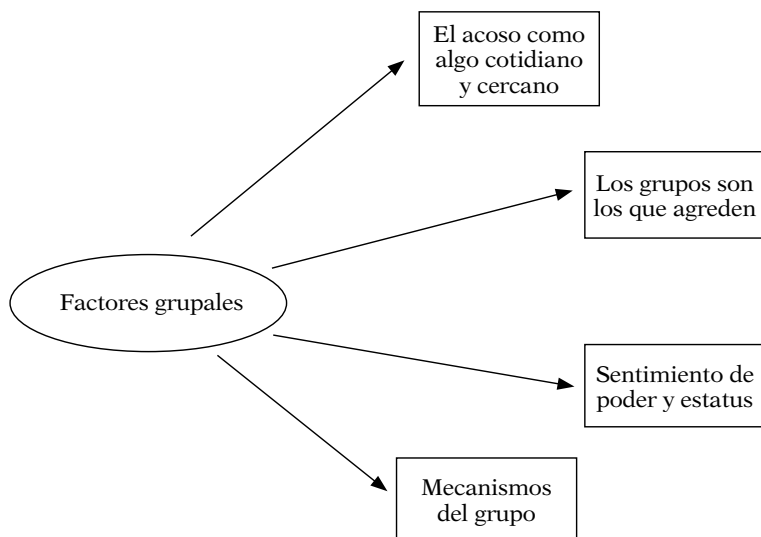 El acoso como
algo cotidiano
y cercano
Los grupos son
los que agreden
Factores grupales
Sentimiento de
poder y estatus
Mecanismos
del grupo